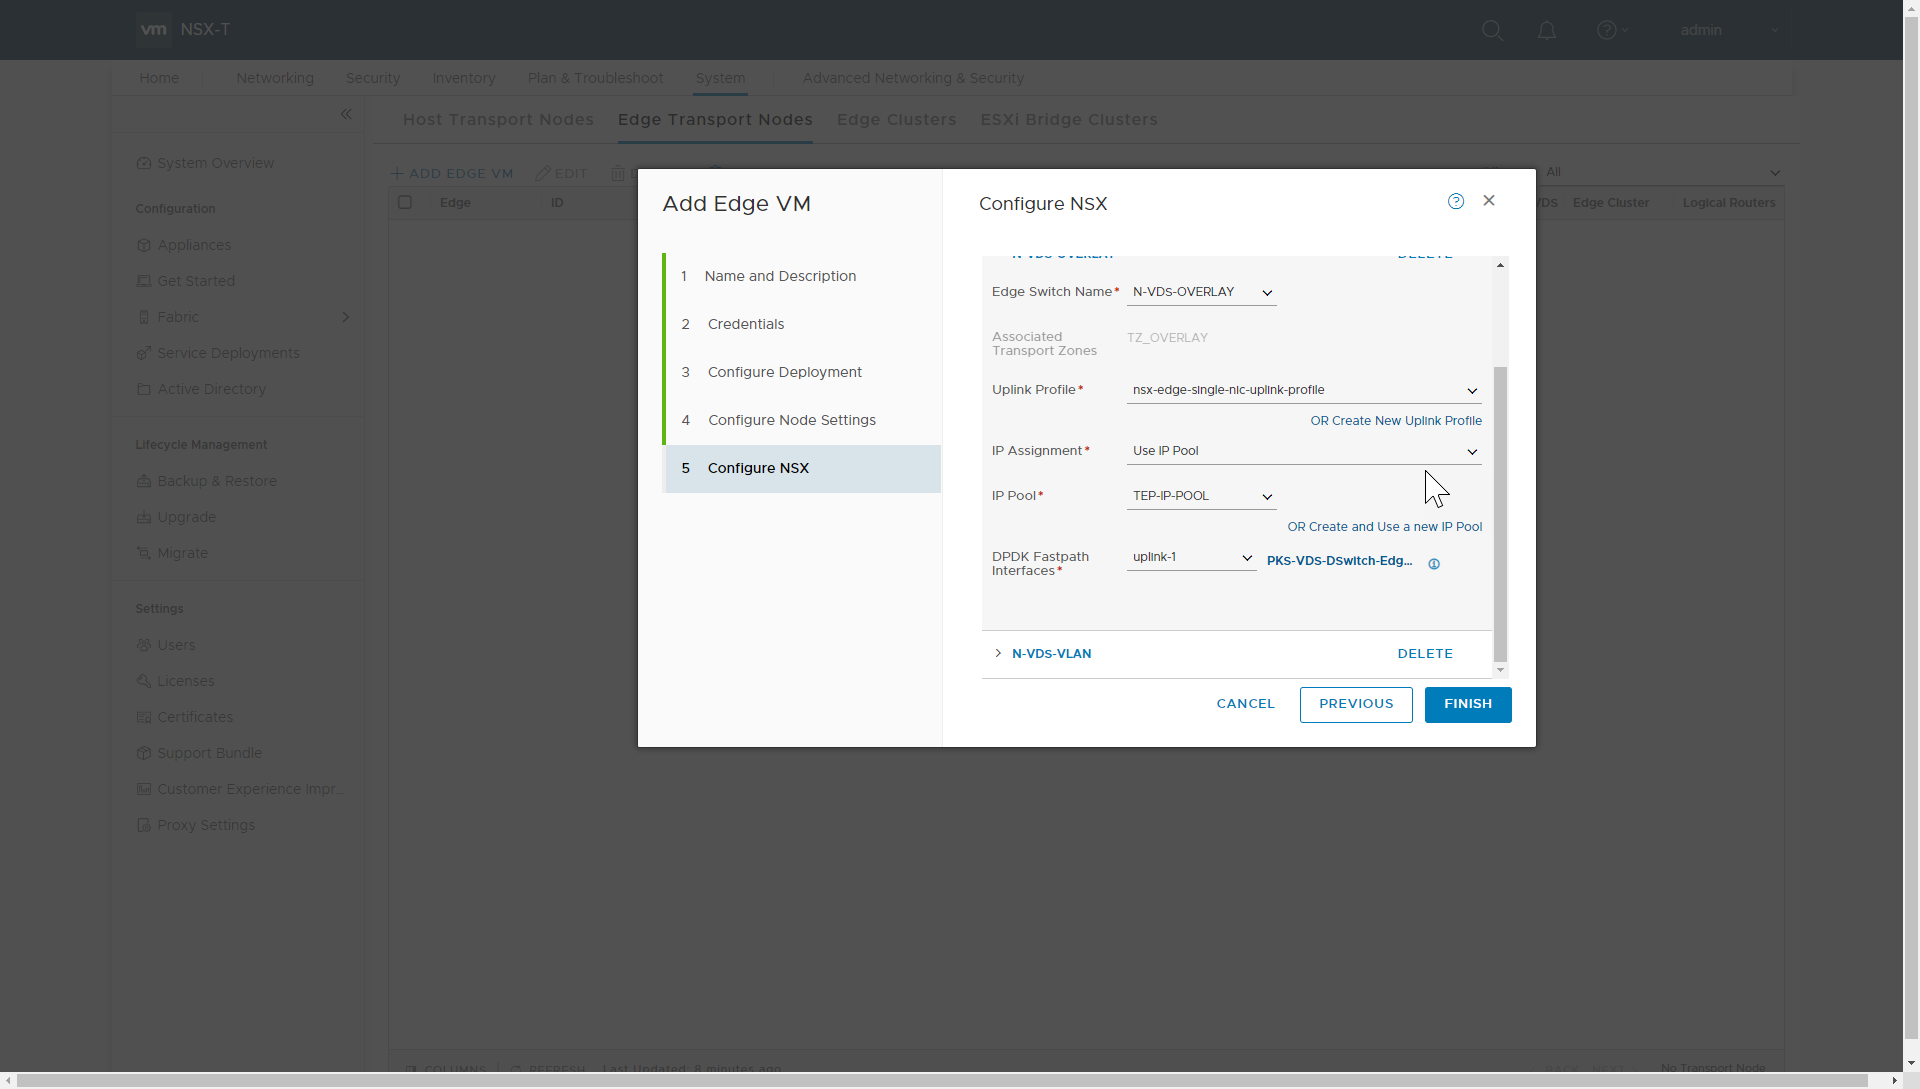 vm NSX-T
admin
Home Networking Security Inventory Plan & Troubleshoot System Advanced Networking & Security
Host Transport Nodes Edge Transport Nodes Edge Clusters ESXi Bridge Clusters
System Overview
Configuration
Appliances
Get Started
Fabric
Service Deployments
Active Directory
Lifecycle Management
Backup & Restore
Upgrade
Migrate
Settings
Users
Licenses
Certificates
Support Bundle
Customer Experience Impr...
Proxy Settings
+ ADD EDGE VM EDIT
All
Edge ID
Edge Cluster Logical Routers
Add Edge VM
1 Name and Description
2 Credentials
3 Configure Deployment
4 Configure Node Settings
5 Configure NSX
Configure NSX
N-VDS-OVERLAY DELETE
Edge Switch Name* N-VDS-OVERLAY
Associated
Transport Zones
TZ_OVERLAY
Uplink Profile* nsx-edge-single-nic-uplink-profile
OR Create New Uplink Profile
IP Assignment* Use IP Pool
IP Pool* TEP-IP-POOL
OR Create and Use a new IP Pool
DPDK Fastpath
Interfaces*
uplink-1 PKS-VDS-DSwitch-Edg...
N-VDS-VLAN DELETE
CANCEL PREVIOUS FINISH
COLUMNS REFRESH Last Updated: 8 minutes ago
BACK NEXT No Transport Node